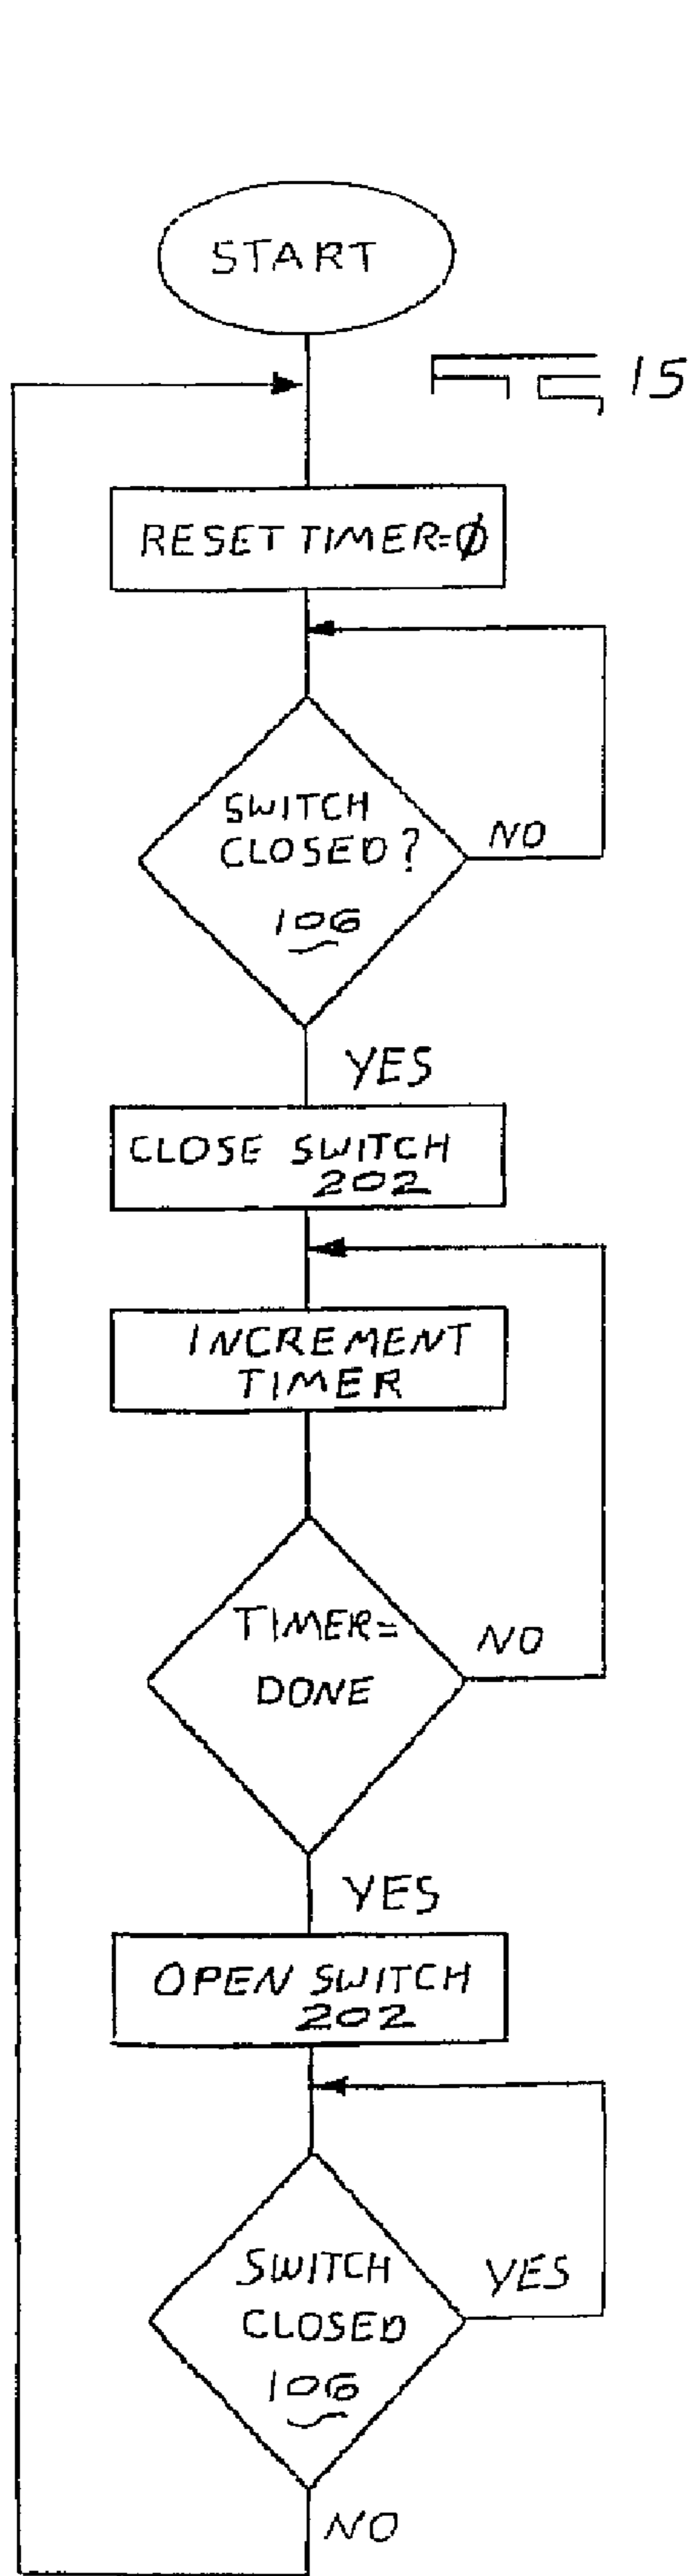 START
FIG 15
RESET TIMER=Ø
SWITCH
CLOSED?
NO
106
YES
CLOSE SWITCH
202
INCREMENT
TIMER
TIMER=
NO
DONE
YES
OPEN SWITCH
202
SWITCH
YES
CLOSED
106
NO